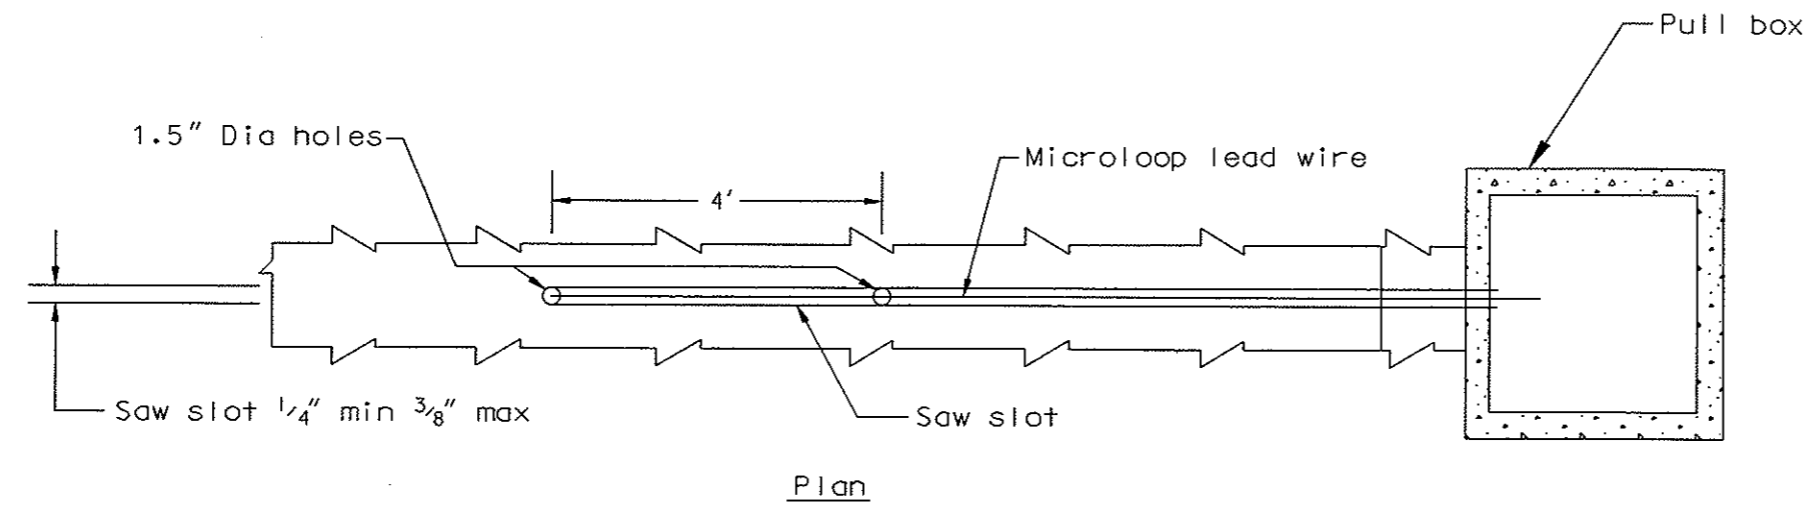 Pull box
1.5" Dia holes
Microloop lead wire
4'
Saw slot 1/4" min 3/8" max
Saw slot
Plan